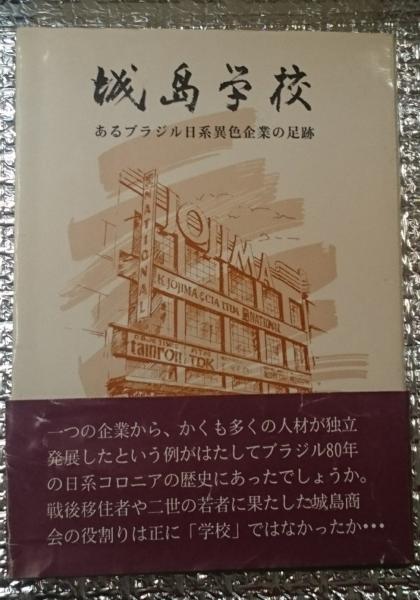 城島学校
あるブラジル日系異色企業の足跡
NATIONAL
JOJIMA
K.JOJIMA & CIA LTDA
NATIONAL
tamron TDK
一つの企業から、かくも多くの人材が独立
発展したという例がはたしてブラジル80年
の日系コロニアの歴史にあったでしょうか。
戦後移住者や二世の若者に果たした城島商
会の役割りは正に「学校」ではなかったか・・・